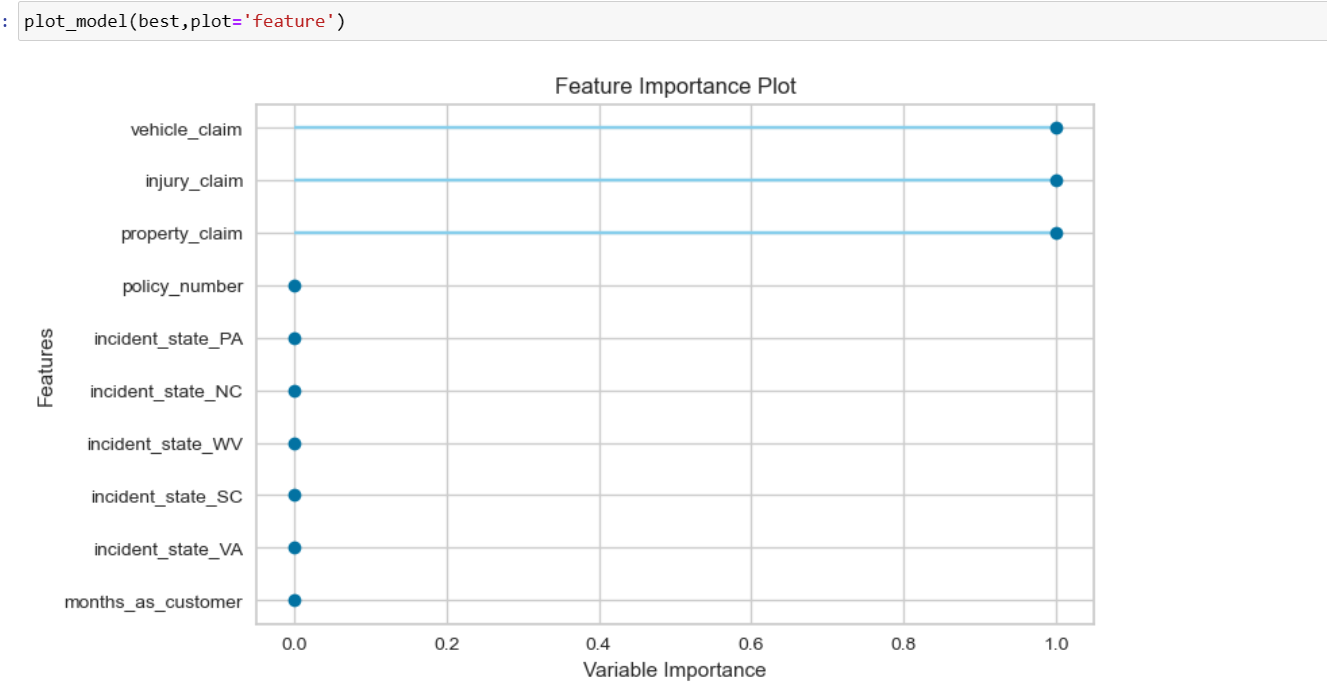 : plot_model(best,plot='feature')
Feature Importance Plot
vehicle_claim
injury_claim
property_claim
policy_number
incident_state_PA
incident_state_NC
incident_state_WV
incident_state_SC
incident_state_VA
months_as_customer
Features
0.0 0.2 0.4 0.6 0.8 1.0
Variable Importance